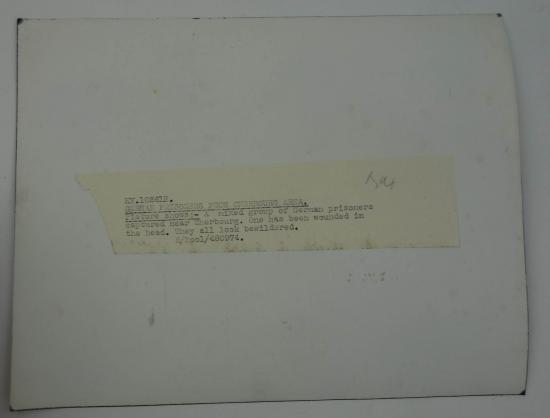 GERMAN PRISONERS FROM CHERBOURG AREA.
Picture shows:- A mixed group of German prisoners
captured near Cherbourg. One has been wounded in
the head. They all look bewildered.
/480974.